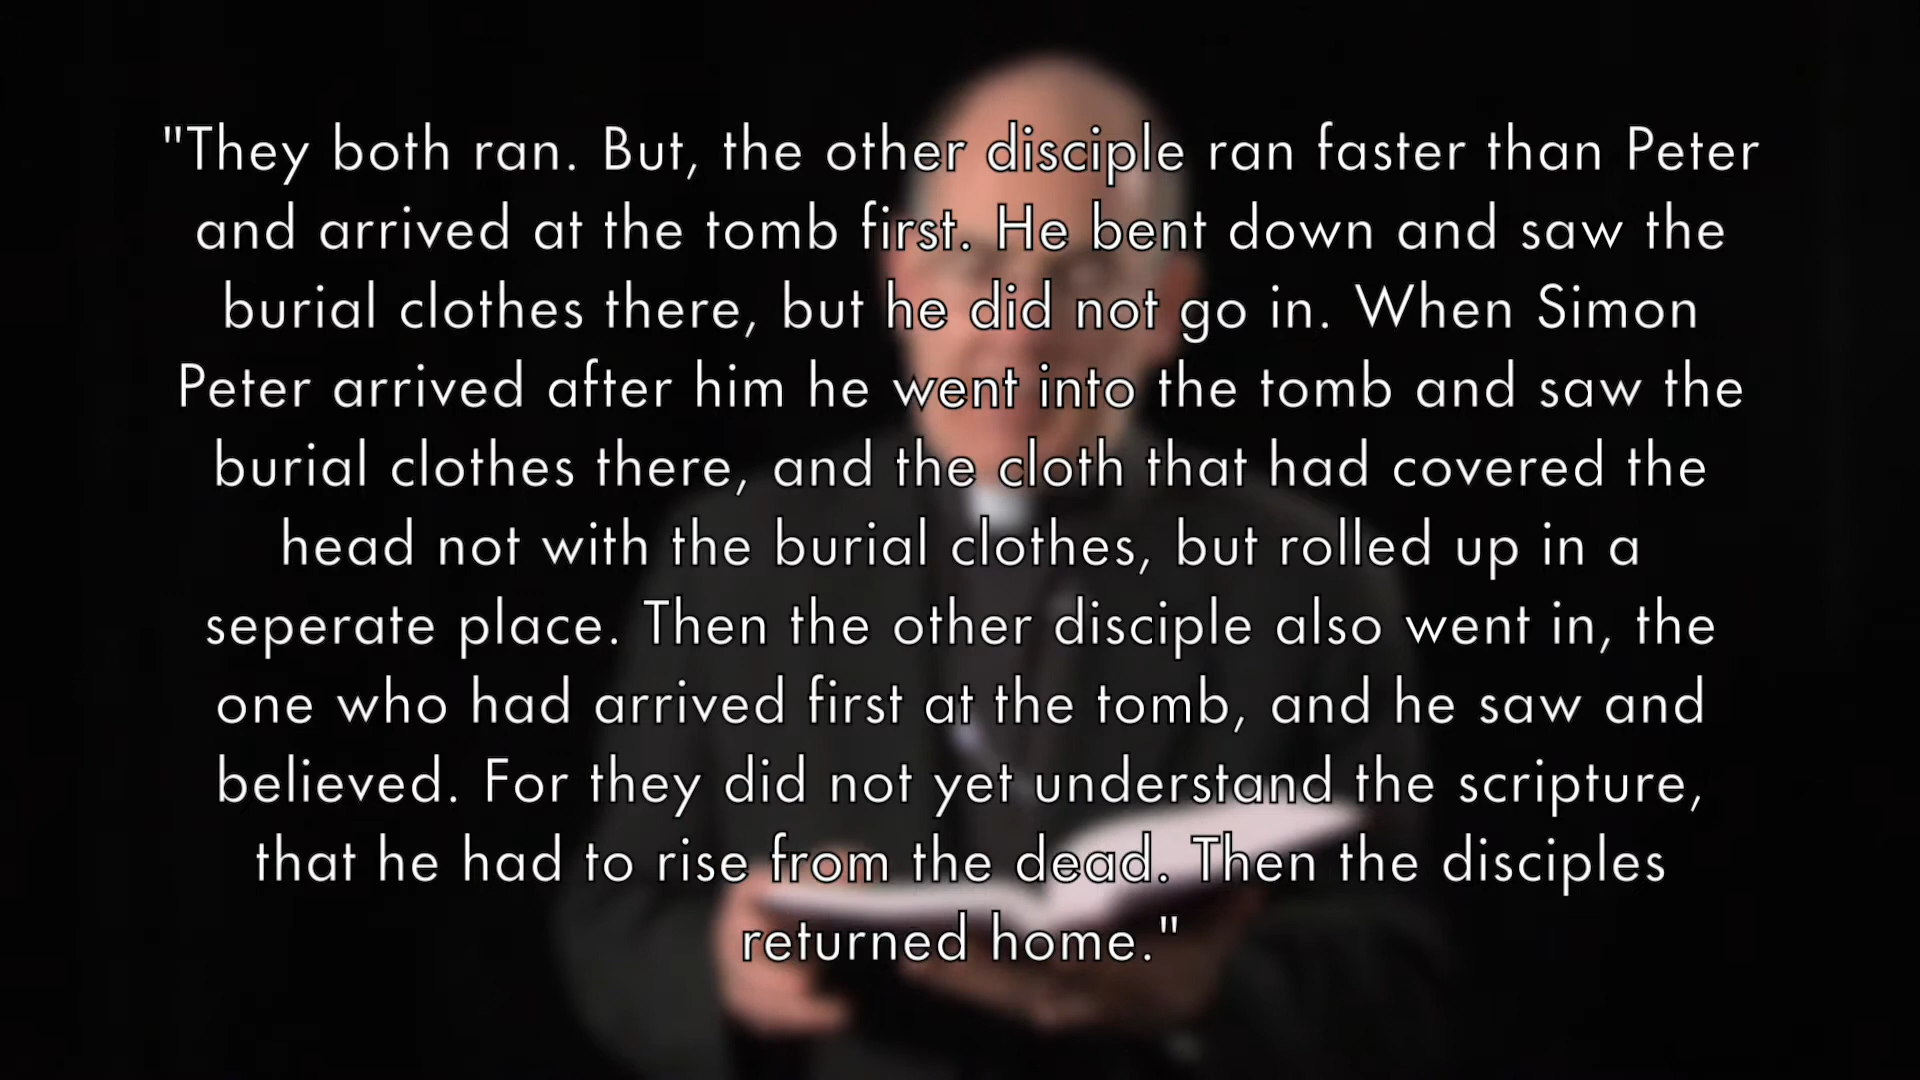 "They both ran. But, the other disciple ran faster than Peter
and arrived at the tomb first. He bent down and saw the
burial clothes there, but he did not go in. When Simon
Peter arrived after him he went into the tomb and saw the
burial clothes there, and the cloth that had covered the
head not with the burial clothes, but rolled up in a
seperate place. Then the other disciple also went in, the
one who had arrived first at the tomb, and he saw and
believed. For they did not yet understand the scripture,
that he had to rise from the dead. Then the disciples
returned home."